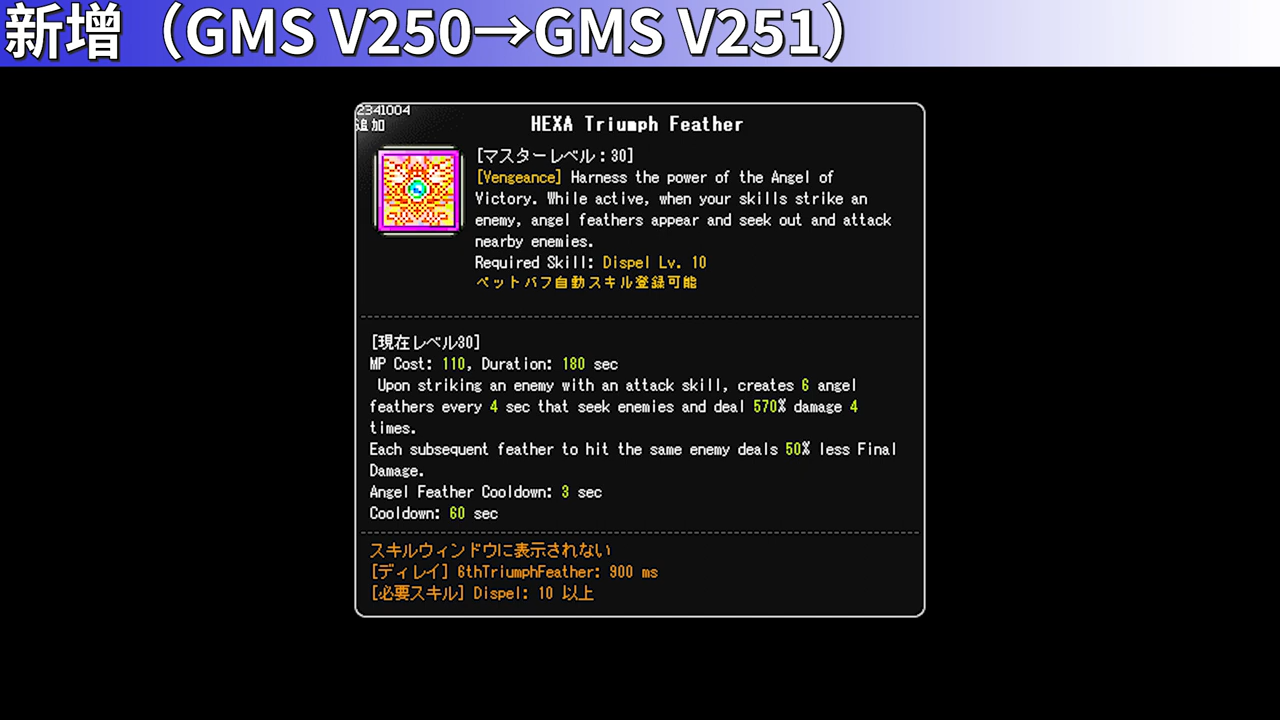 新增（GMS V250→GMS V251）
2341004
追加
HEXA Triumph Feather
[マスターレベル：30]
[Vengeance] Harness the power of the Angel of
Victory. While active, when your skills strike an
enemy, angel feathers appear and seek out and attack
nearby enemies.
Required Skill: Dispel Lv. 10
ペットバフ自動スキル登録可能
[現在レベル30]
MP Cost: 110, Duration: 180 sec
Upon striking an enemy with an attack skill, creates 6 angel
feathers every 4 sec that seek enemies and deal 570% damage 4
times.
Each subsequent feather to hit the same enemy deals 50% less Final
Damage.
Angel Feather Cooldown: 3 sec
Cooldown: 60 sec
スキルウィンドウに表示されない
[ディレイ] 6thTriumphFeather: 900 ms
[必要スキル] Dispel: 10 以上